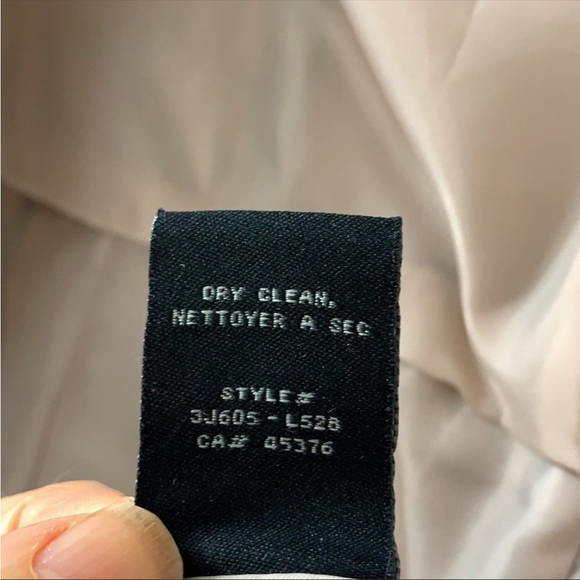 DRY CLEAN.
NETTOYER A SEC
STYLE#
3J605-L528
CA# 45376